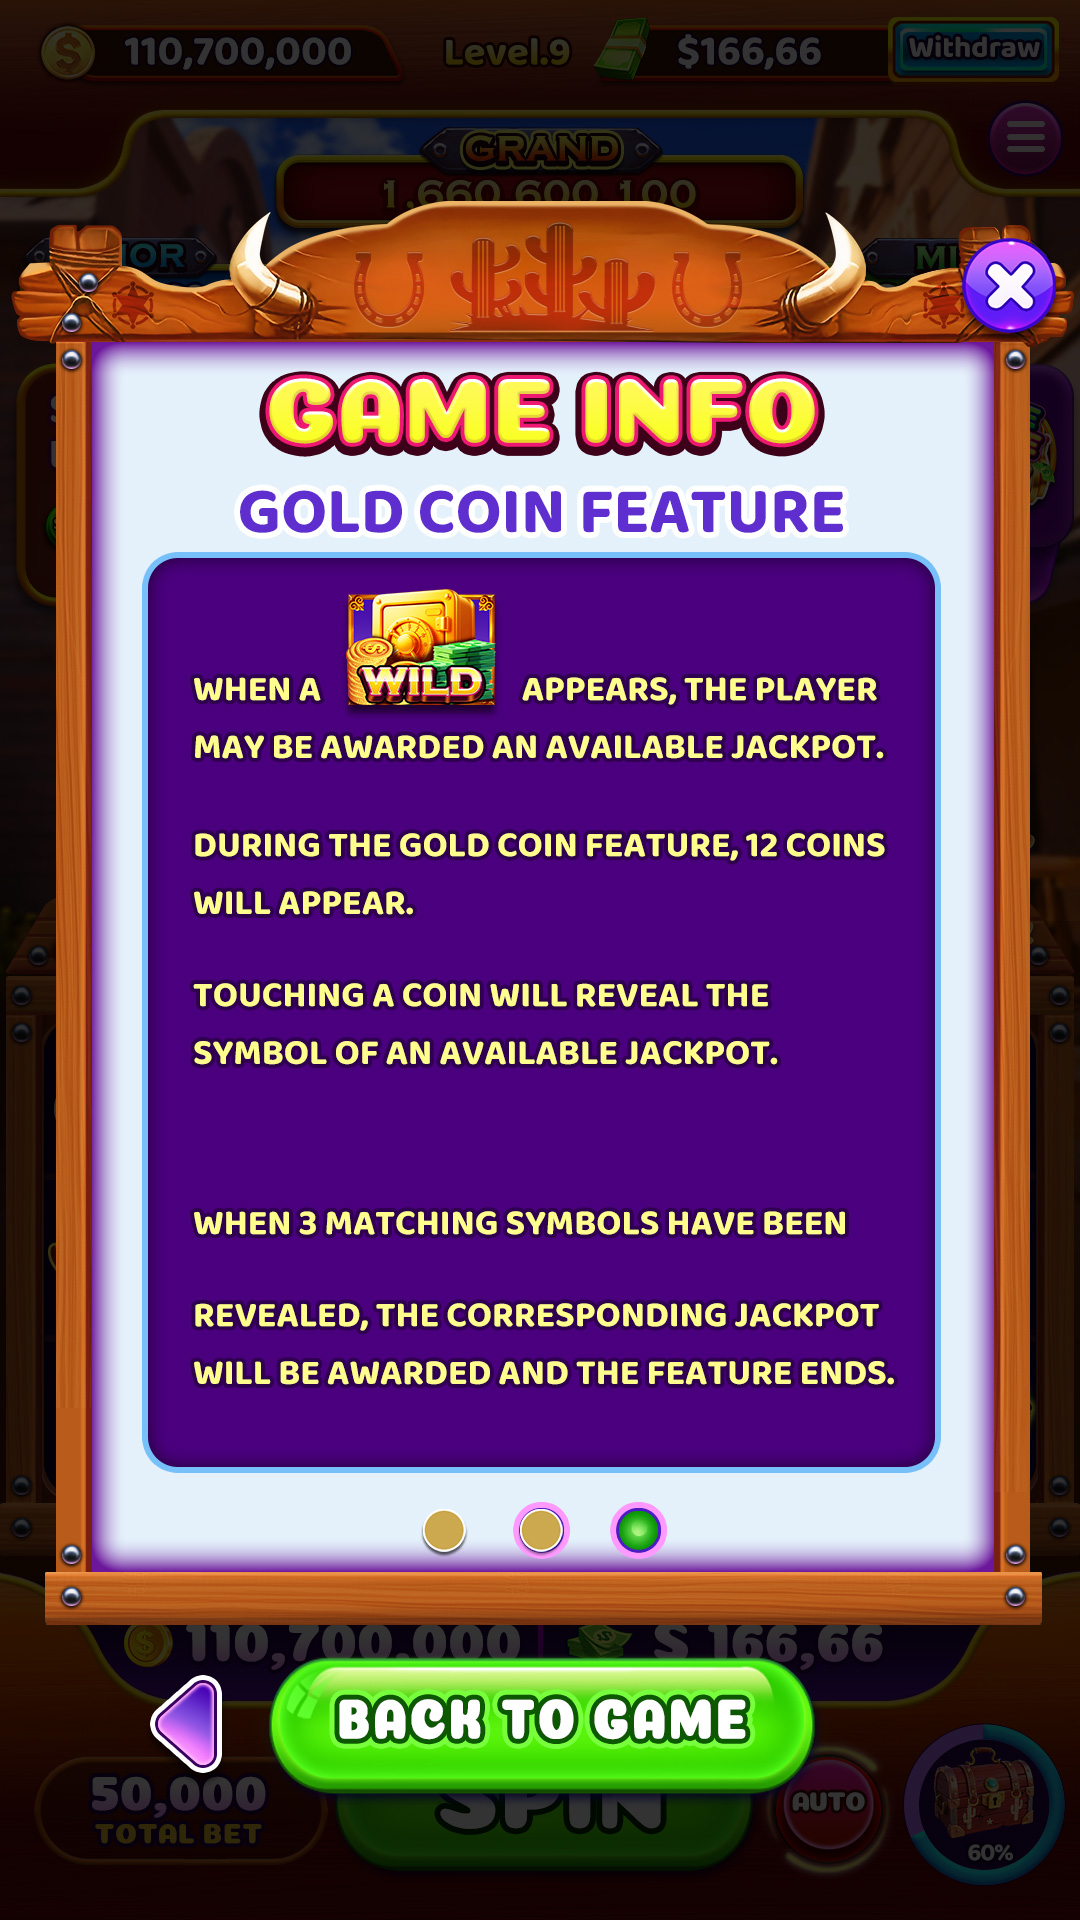 110,700,000
Level.9
$166,66
Withdraw
GRAND
1,660,600,100
GAME INFO
GOLD COIN FEATURE
WILD
WHEN A APPEARS, THE PLAYER
MAY BE AWARDED AN AVAILABLE JACKPOT.
DURING THE GOLD COIN FEATURE, 12 COINS
WILL APPEAR.
TOUCHING A COIN WILL REVEAL THE
SYMBOL OF AN AVAILABLE JACKPOT.
WHEN 3 MATCHING SYMBOLS HAVE BEEN
REVEALED, THE CORRESPONDING JACKPOT
WILL BE AWARDED AND THE FEATURE ENDS.
110,700,000
$ 166,66
BACK TO GAME
50,000
TOTAL BET
SPIN
AUTO
60%